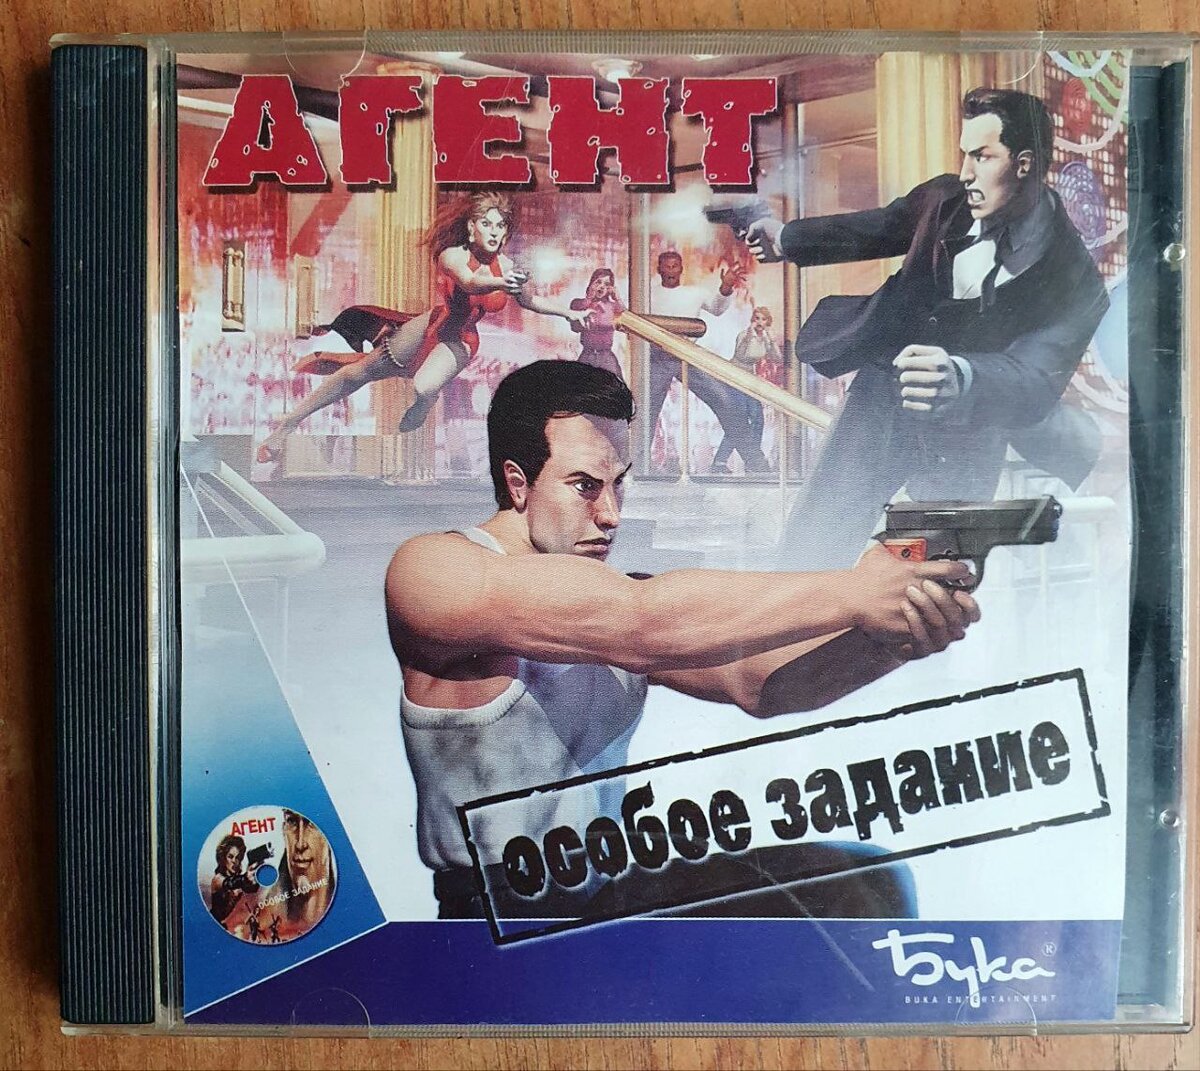 АГЕНТ
особое задание
АГЕНТ
ОСОБОЕ ЗАДАНИЕ
Бука ®
BUKA ENTERTAINMENT